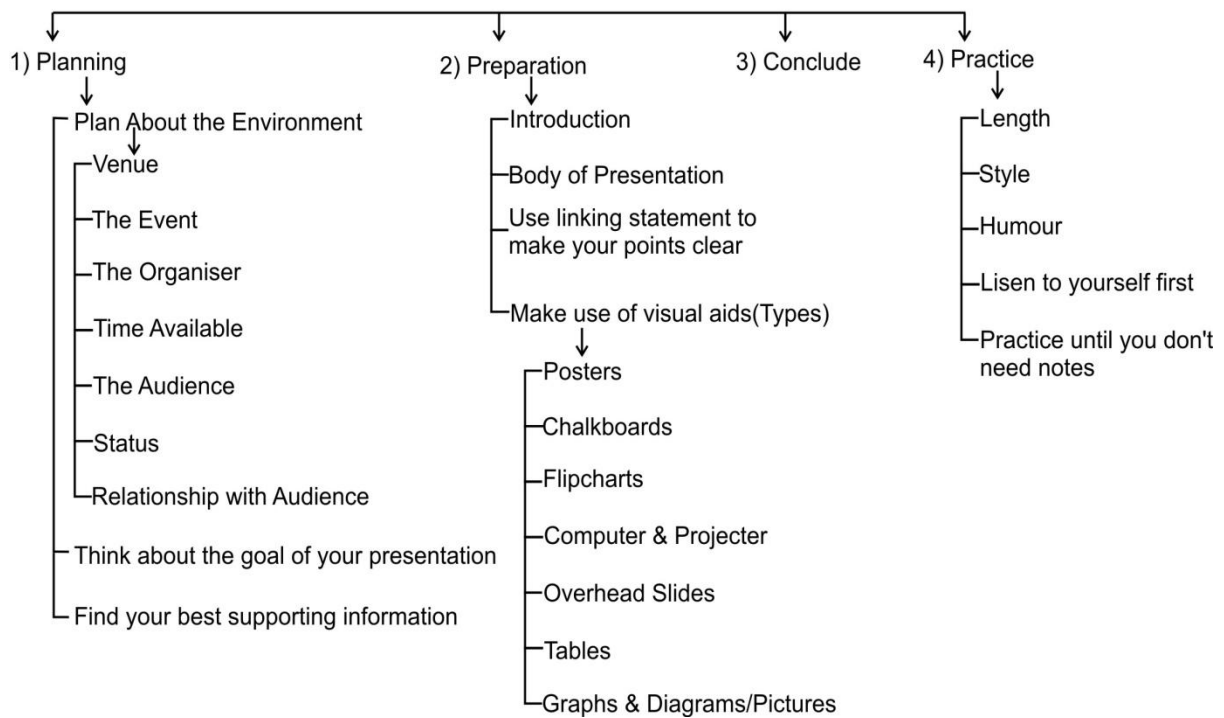 1) Planning
Plan About the Environment
Venue
The Event
The Organiser
Time Available
The Audience
Status
Relationship with Audience
Think about the goal of your presentation
Find your best supporting information
2) Preparation
Introduction
Body of Presentation
Use linking statement to
make your points clear
Make use of visual aids(Types)
Posters
Chalkboards
Flipcharts
Computer & Projecter
Overhead Slides
Tables
Graphs & Diagrams/Pictures
3) Conclude
4) Practice
Length
Style
Humour
Lisen to yourself first
Practice until you don't
need notes